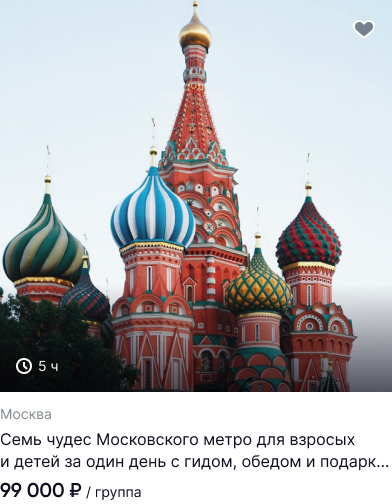 5 ч
Москва
Семь чудес Московского метро для взросых
и детей за один день с гидом, обедом и подарк...
99 000 ₽ / группа